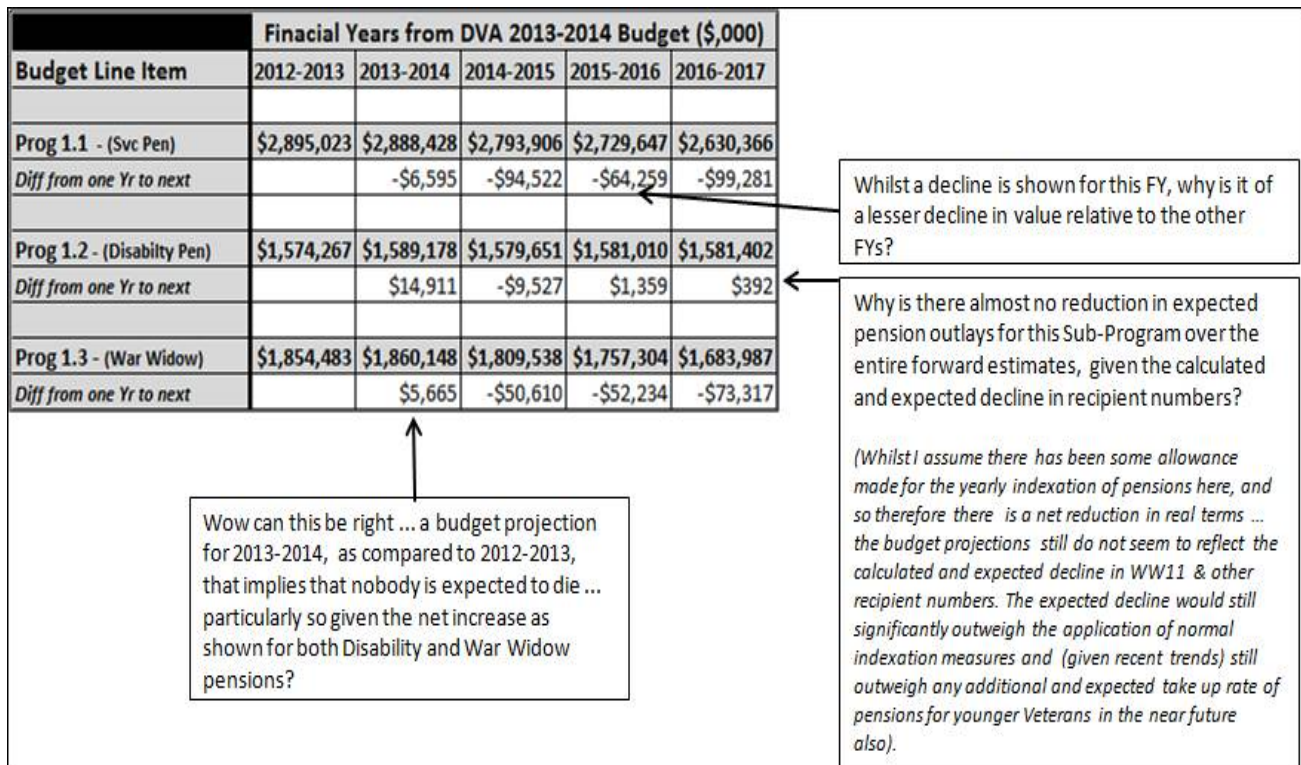 Finacial Years from DVA 2013-2014 Budget ($,000)
Budget Line Item 2012-2013 2013-2014 2014-2015 2015-2016 2016-2017
Prog 1.1 - (Svc Pen) $2,895,023 $2,888,428 $2,793,906 $2,729,647 $2,630,366
Diff from one Yr to next -$6,595 -$94,522 -$64,259 -$99,281
Prog 1.2 - (Disabilty Pen) $1,574,267 $1,589,178 $1,579,651 $1,581,010 $1,581,402
Diff from one Yr to next $14,911 -$9,527 $1,359 $392
Prog 1.3 - (War Widow) $1,854,483 $1,860,148 $1,809,538 $1,757,304 $1,683,987
Diff from one Yr to next $5,665 -$50,610 -$52,234 -$73,317
Whilst a decline is shown for this FY, why is it of
a lesser decline in value relative to the other
FYs?
Why is there almost no reduction in expected
pension outlays for this Sub-Program over the
entire forward estimates, given the calculated
and expected decline in recipient numbers?
(Whilst I assume there has been some allowance
made for the yearly indexation of pensions here, and
so therefore there is a net reduction in real terms ...
the budget projections still do not seem to reflect the
calculated and expected decline in WW11 & other
recipient numbers. The expected decline would still
significantly outweigh the application of normal
indexation measures and (given recent trends) still
outweigh any additional and expected take up rate of
pensions for younger Veterans in the near future
also).
Wow can this be right ... a budget projection
for 2013-2014, as compared to 2012-2013,
that implies that nobody is expected to die ...
particularly so given the net increase as
shown for both Disability and War Widow
pensions?